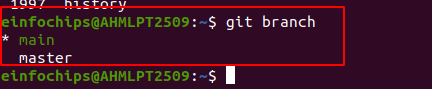 1997  history
einfochips@AHMLPT2509:~$ git branch
* main
  master
einfochips@AHMLPT2509:~$